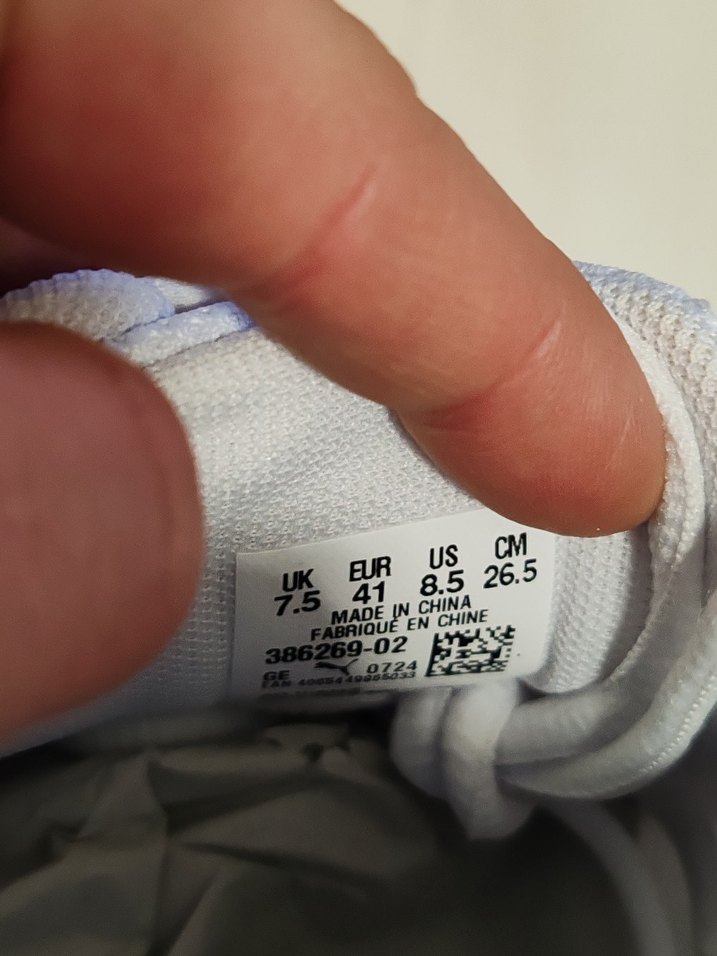 UK EUR US CM
7.5 41 8.5 26.5
MADE IN CHINA
FABRIQUÉ EN CHINE
386269-02
GE 0724
EAN